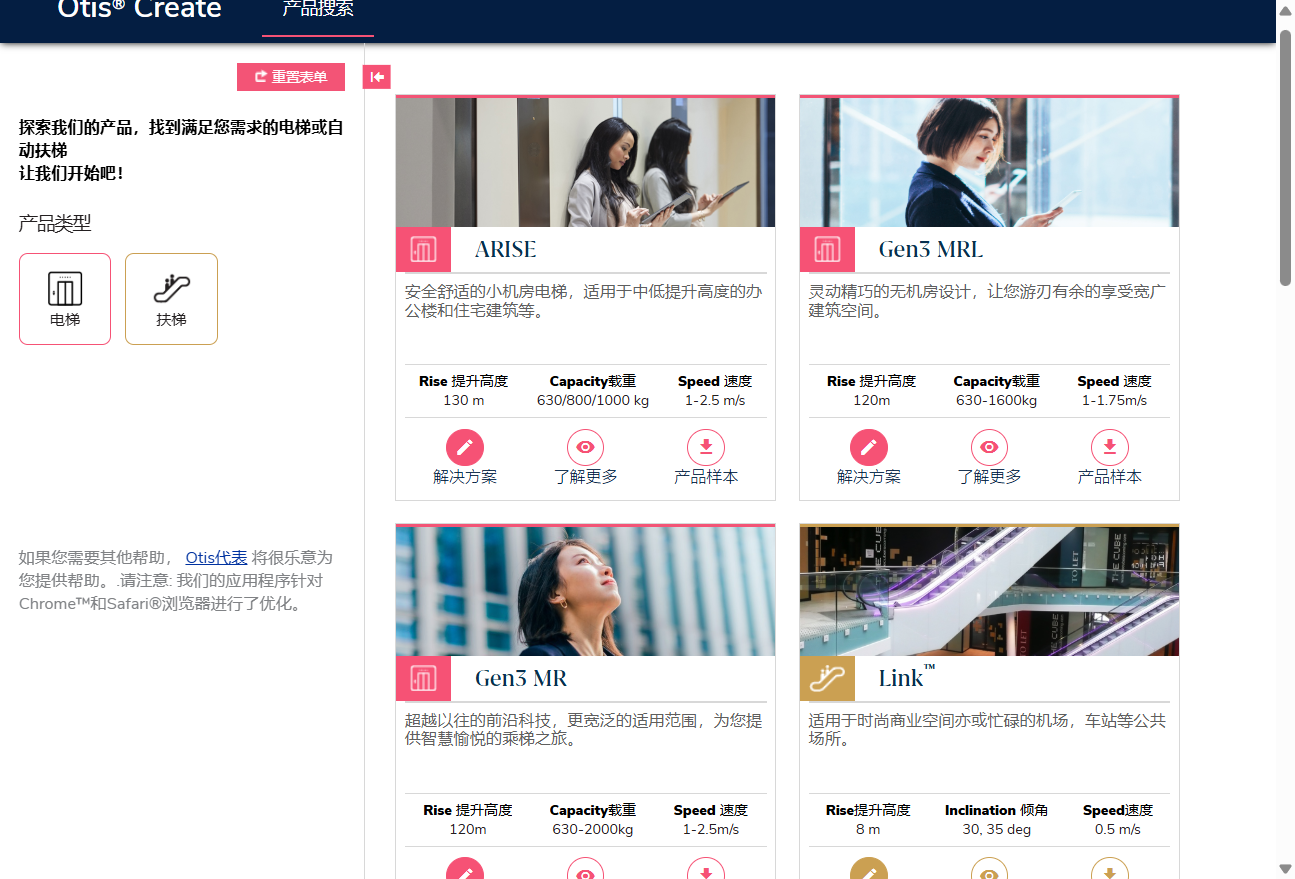 Otis® Create
产品搜索
重置表单
探索我们的产品，找到满足您需求的电梯或自
动扶梯
让我们开始吧！
产品类型
电梯
扶梯
如果您需要其他帮助， Otis代表 将很乐意为
您提供帮助。.请注意: 我们的应用程序针对
Chrome™和Safari®浏览器进行了优化。
ARISE
安全舒适的小机房电梯，适用于中低提升高度的办
公楼和住宅建筑等。
Rise 提升高度 Capacity载重 Speed 速度
130 m 630/800/1000 kg 1-2.5 m/s
解决方案 了解更多 产品样本
Gen3 MRL
灵动精巧的无机房设计，让您游刃有余的享受宽广
建筑空间。
Rise 提升高度 Capacity载重 Speed 速度
120m 630-1600kg 1-1.75m/s
解决方案 了解更多 产品样本
Gen3 MR
超越以往的前沿科技，更宽泛的适用范围，为您提
供智慧愉悦的乘梯之旅。
Rise 提升高度 Capacity载重 Speed 速度
120m 630-2000kg 1-2.5m/s
THE CUBE
TOILET
Link™
适用于时尚商业空间亦或忙碌的机场，车站等公共
场所。
Rise提升高度 Inclination 倾角 Speed速度
8 m 30, 35 deg 0.5 m/s